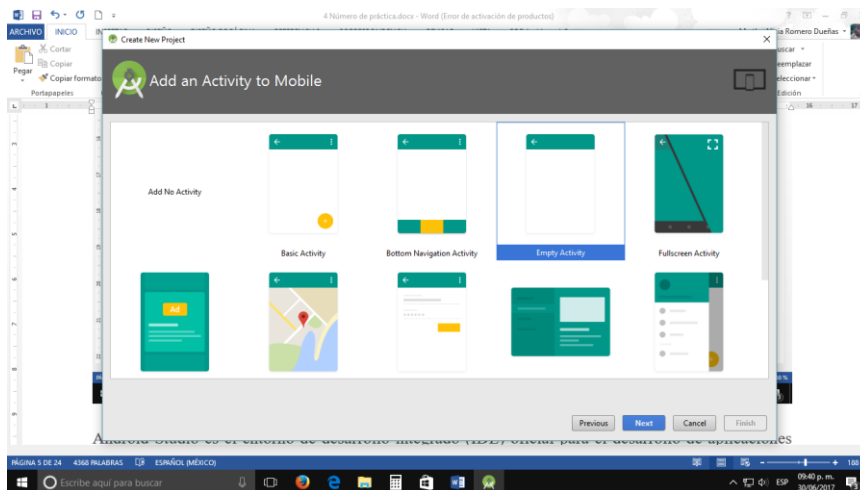 4 Número de práctica.docx - Word (Error de activación de productos)
ARCHIVO INICIO
Romero Dueñas
Cortar
Copiar
Copiar formato
Pegar
Portapapeles
Edición
Create New Project
Add an Activity to Mobile
Add No Activity
Basic Activity
Bottom Navigation Activity
Empty Activity
Fullscreen Activity
Ad
Previous
Next
Cancel
Finish
Android Studio es el entorno de desarrollo integrado (IDE) oficial para el desarrollo de aplicaciones
PÁGINA 5 DE 24 4368 PALABRAS ESPAÑOL (MÉXICO)
Escribe aquí para buscar
ESP
09:40 p. m.
30/06/2017